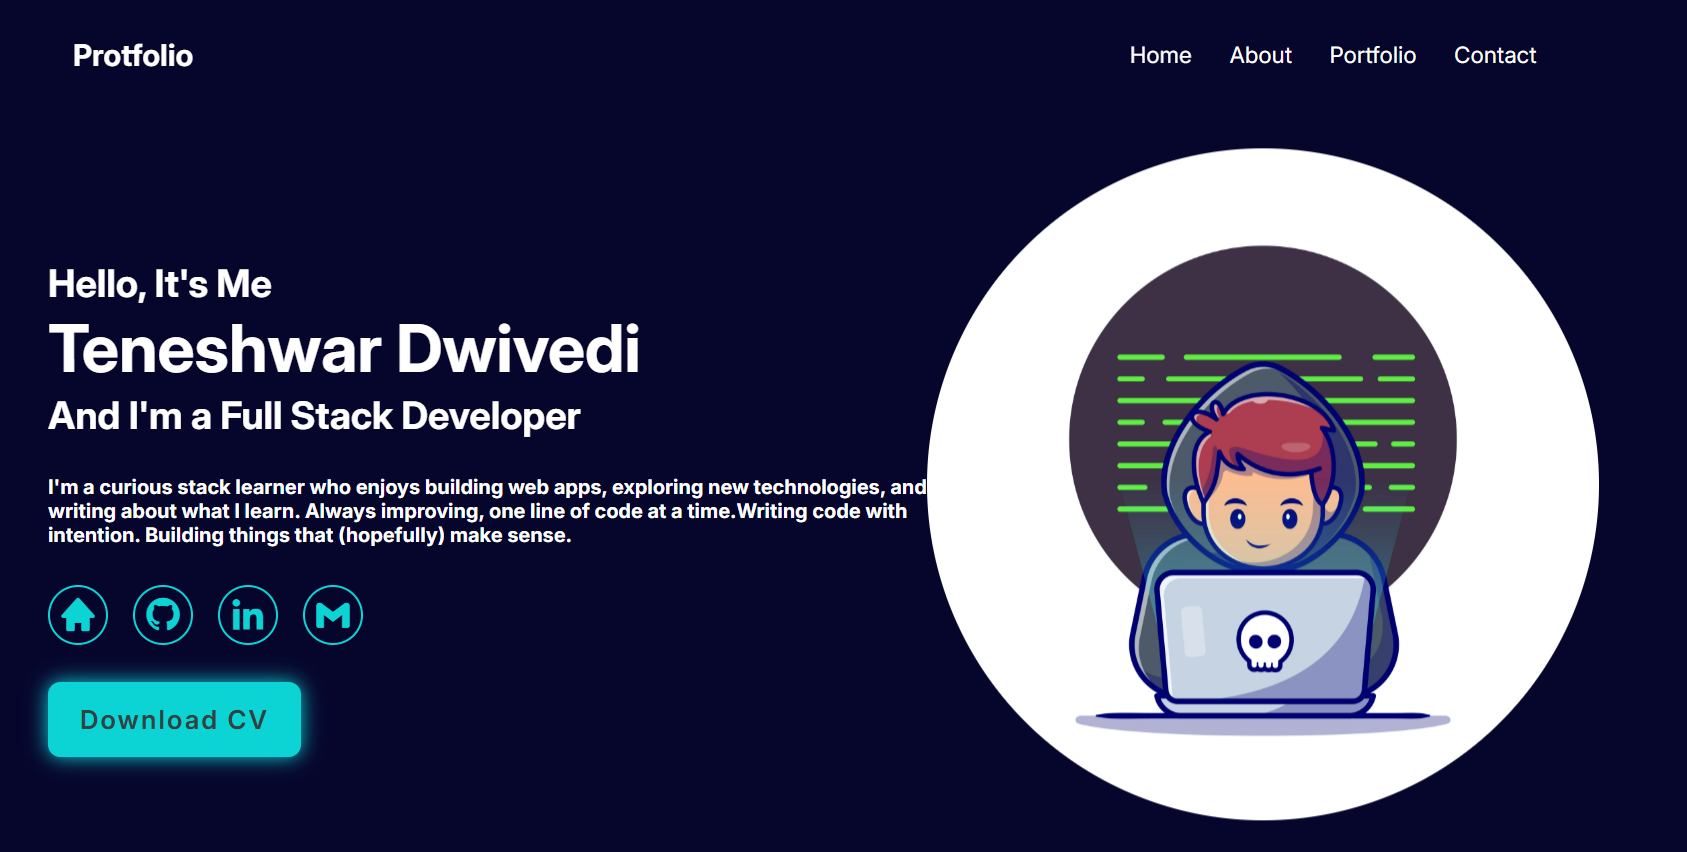 Protfolio
Home About Portfolio Contact
Hello, It's Me
Teneshwar Dwivedi
And I'm a Full Stack Developer
I'm a curious stack learner who enjoys building web apps, exploring new technologies, and
writing about what I learn. Always improving, one line of code at a time.Writing code with
intention. Building things that (hopefully) make sense.
in
Download CV